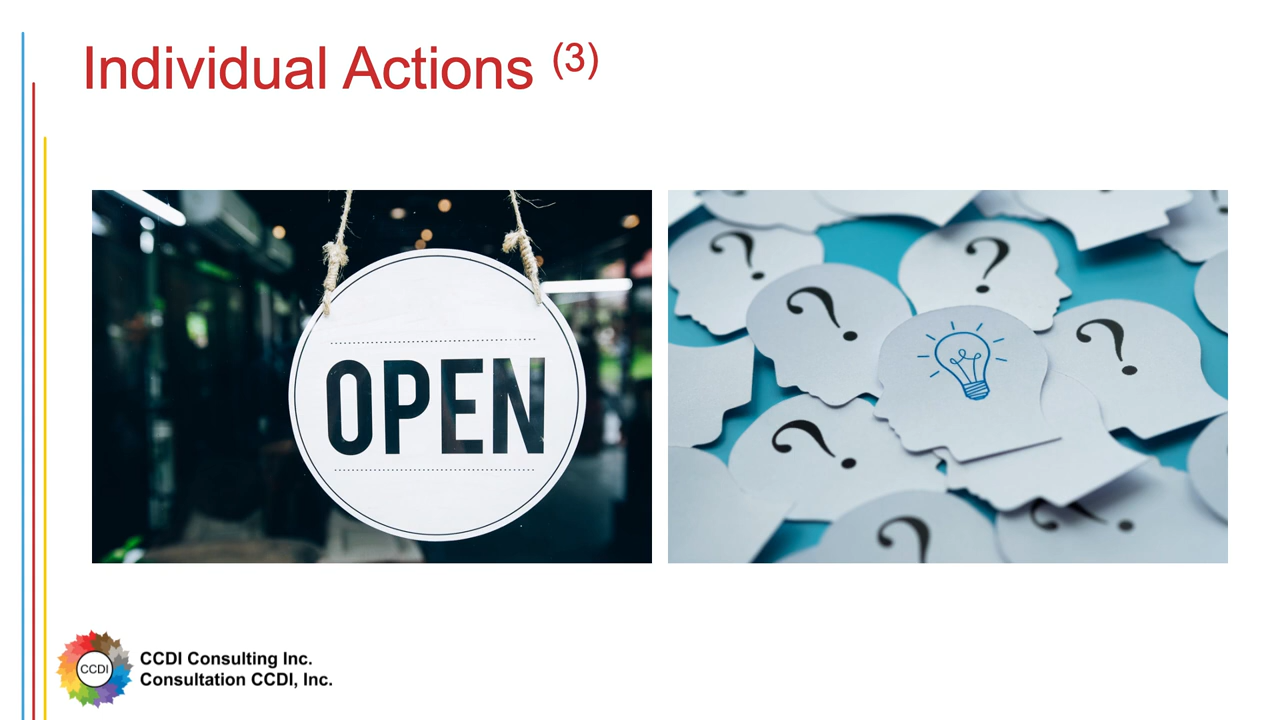 Individual Actions (3)
OPEN
?
?
?
?
?
?
?
CCDI
CCDI Consulting Inc.
Consultation CCDI, Inc.